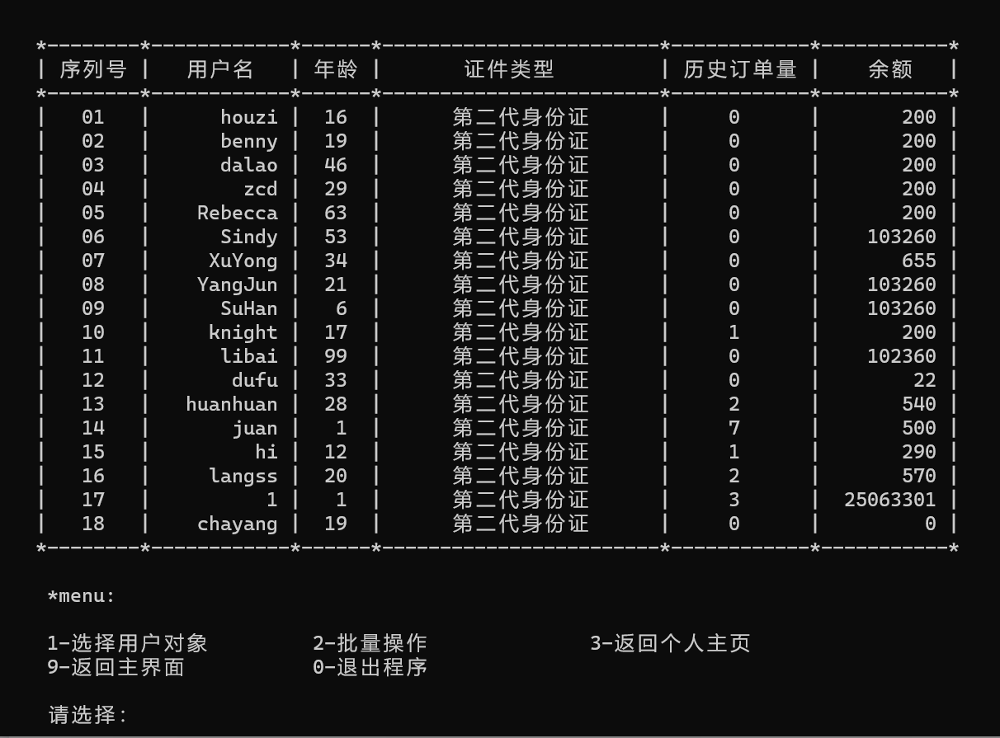 *--------*------------*------*------------------------*------------*-----------*
| 序列号 |   用户名   | 年龄 |       证件类型         | 历史订单量 |    余额   |
*--------*------------*------*------------------------*------------*-----------*
|   01   |      houzi |  16  |      第二代身份证      |     0      |       200 |
|   02   |      benny |  19  |      第二代身份证      |     0      |       200 |
|   03   |      dalao |  46  |      第二代身份证      |     0      |       200 |
|   04   |        zcd |  29  |      第二代身份证      |     0      |       200 |
|   05   |    Rebecca |  63  |      第二代身份证      |     0      |       200 |
|   06   |      Sindy |  53  |      第二代身份证      |     0      |    103260 |
|   07   |     XuYong |  34  |      第二代身份证      |     0      |       655 |
|   08   |    YangJun |  21  |      第二代身份证      |     0      |    103260 |
|   09   |      SuHan |   6  |      第二代身份证      |     0      |    103260 |
|   10   |     knight |  17  |      第二代身份证      |     1      |       200 |
|   11   |      libai |  99  |      第二代身份证      |     0      |    102360 |
|   12   |       dufu |  33  |      第二代身份证      |     0      |        22 |
|   13   |   huanhuan |  28  |      第二代身份证      |     2      |       540 |
|   14   |       juan |   1  |      第二代身份证      |     7      |       500 |
|   15   |         hi |  12  |      第二代身份证      |     1      |       290 |
|   16   |     langss |  20  |      第二代身份证      |     2      |       570 |
|   17   |          1 |   1  |      第二代身份证      |     3      |  25063301 |
|   18   |    chayang |  19  |      第二代身份证      |     0      |         0 |
*--------*------------*------*------------------------*------------*-----------*
*menu:
1-选择用户对象 2-批量操作 3-返回个人主页
9-返回主界面 0-退出程序
请选择: